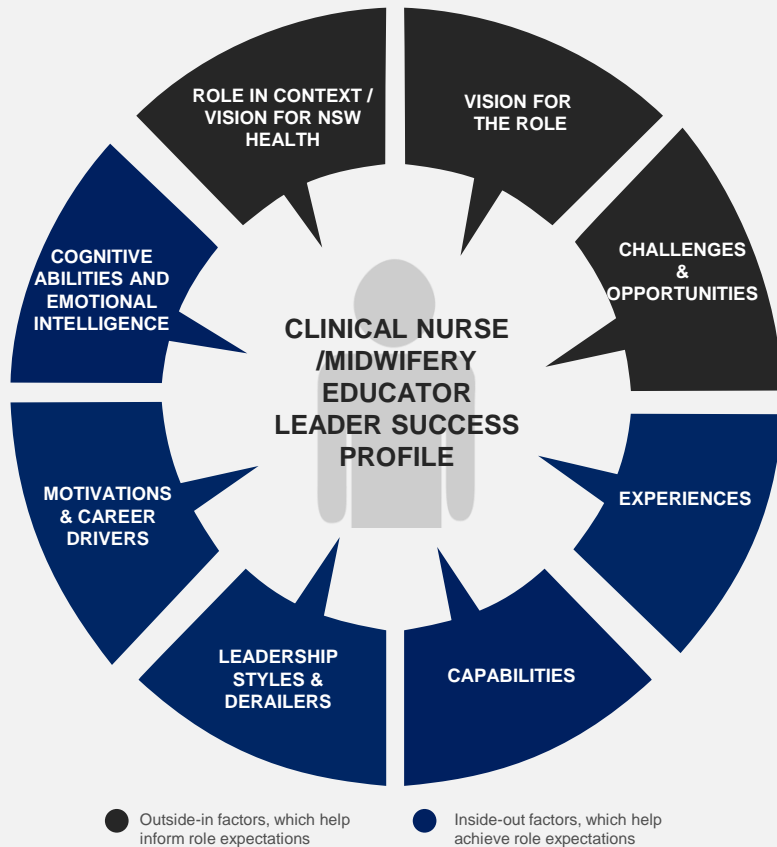 ROLE IN CONTEXT /
VISION FOR NSW
HEALTH
VISION FOR
THE ROLE
CHALLENGES
&
OPPORTUNITIES
EXPERIENCES
CAPABILITIES
LEADERSHIP
STYLES &
DERAILERS
MOTIVATIONS
& CAREER
DRIVERS
COGNITIVE
ABILITIES AND
EMOTIONAL
INTELLIGENCE
CLINICAL NURSE
/MIDWIFERY
EDUCATOR
LEADER SUCCESS
PROFILE
Outside-in factors, which help
inform role expectations
Inside-out factors, which help
achieve role expectations